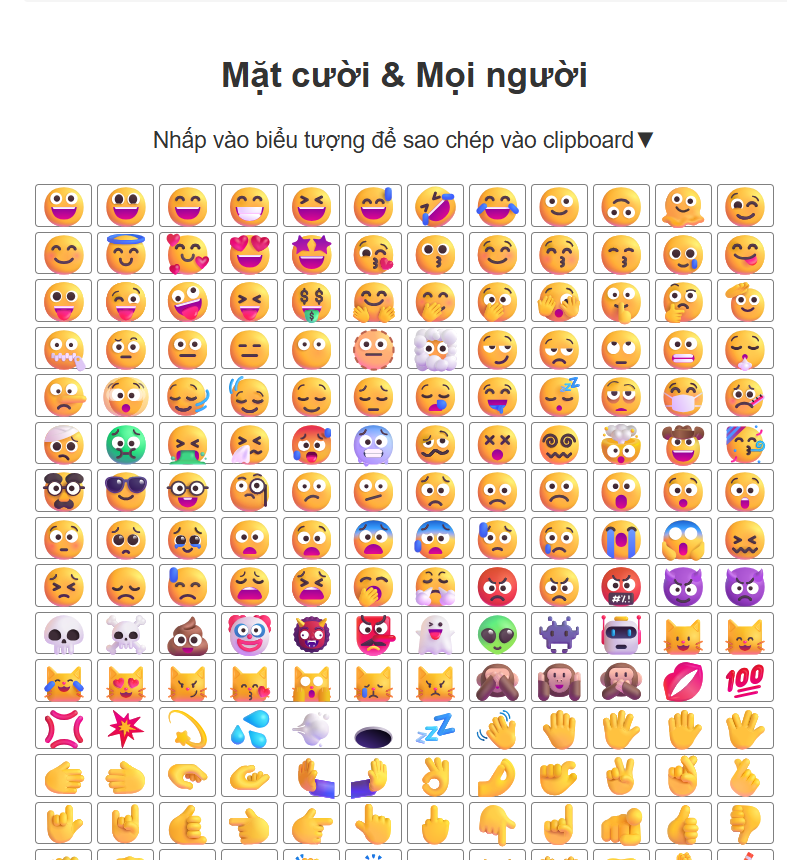 Mặt cười & Mọi người
Nhấp vào biểu tượng để sao chép vào clipboard▼